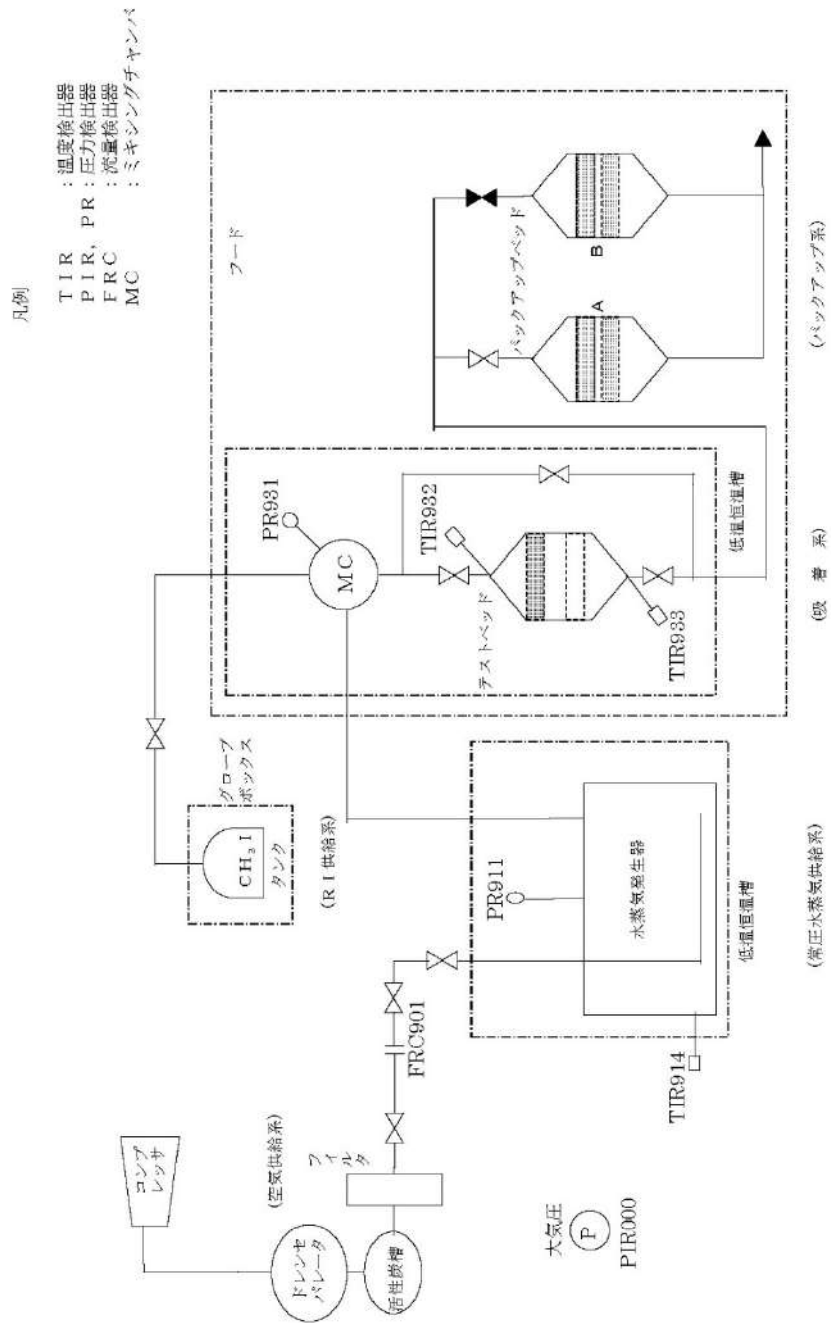 凡例
TIR :温度検出器
PIR, PR :圧力検出器
FRC :流量検出器
MC :ミキシングチャンバ
コンプ
レッサ
ドレンセ
パレータ
活性炭槽
(空気供給系)
フィルタ
FRC901
大気圧
P
PIR000
CH₃I
タンク
グローブ
ボックス
(RI供給系)
PR911
水蒸気発生器
TIR914
低温恒温槽
(常圧水蒸気供給系)
フード
PR931
MC
TIR932
テストベッド
TIR933
低温恒温槽
(吸着系)
バックアップベッド
A
B
(バックアップ系)